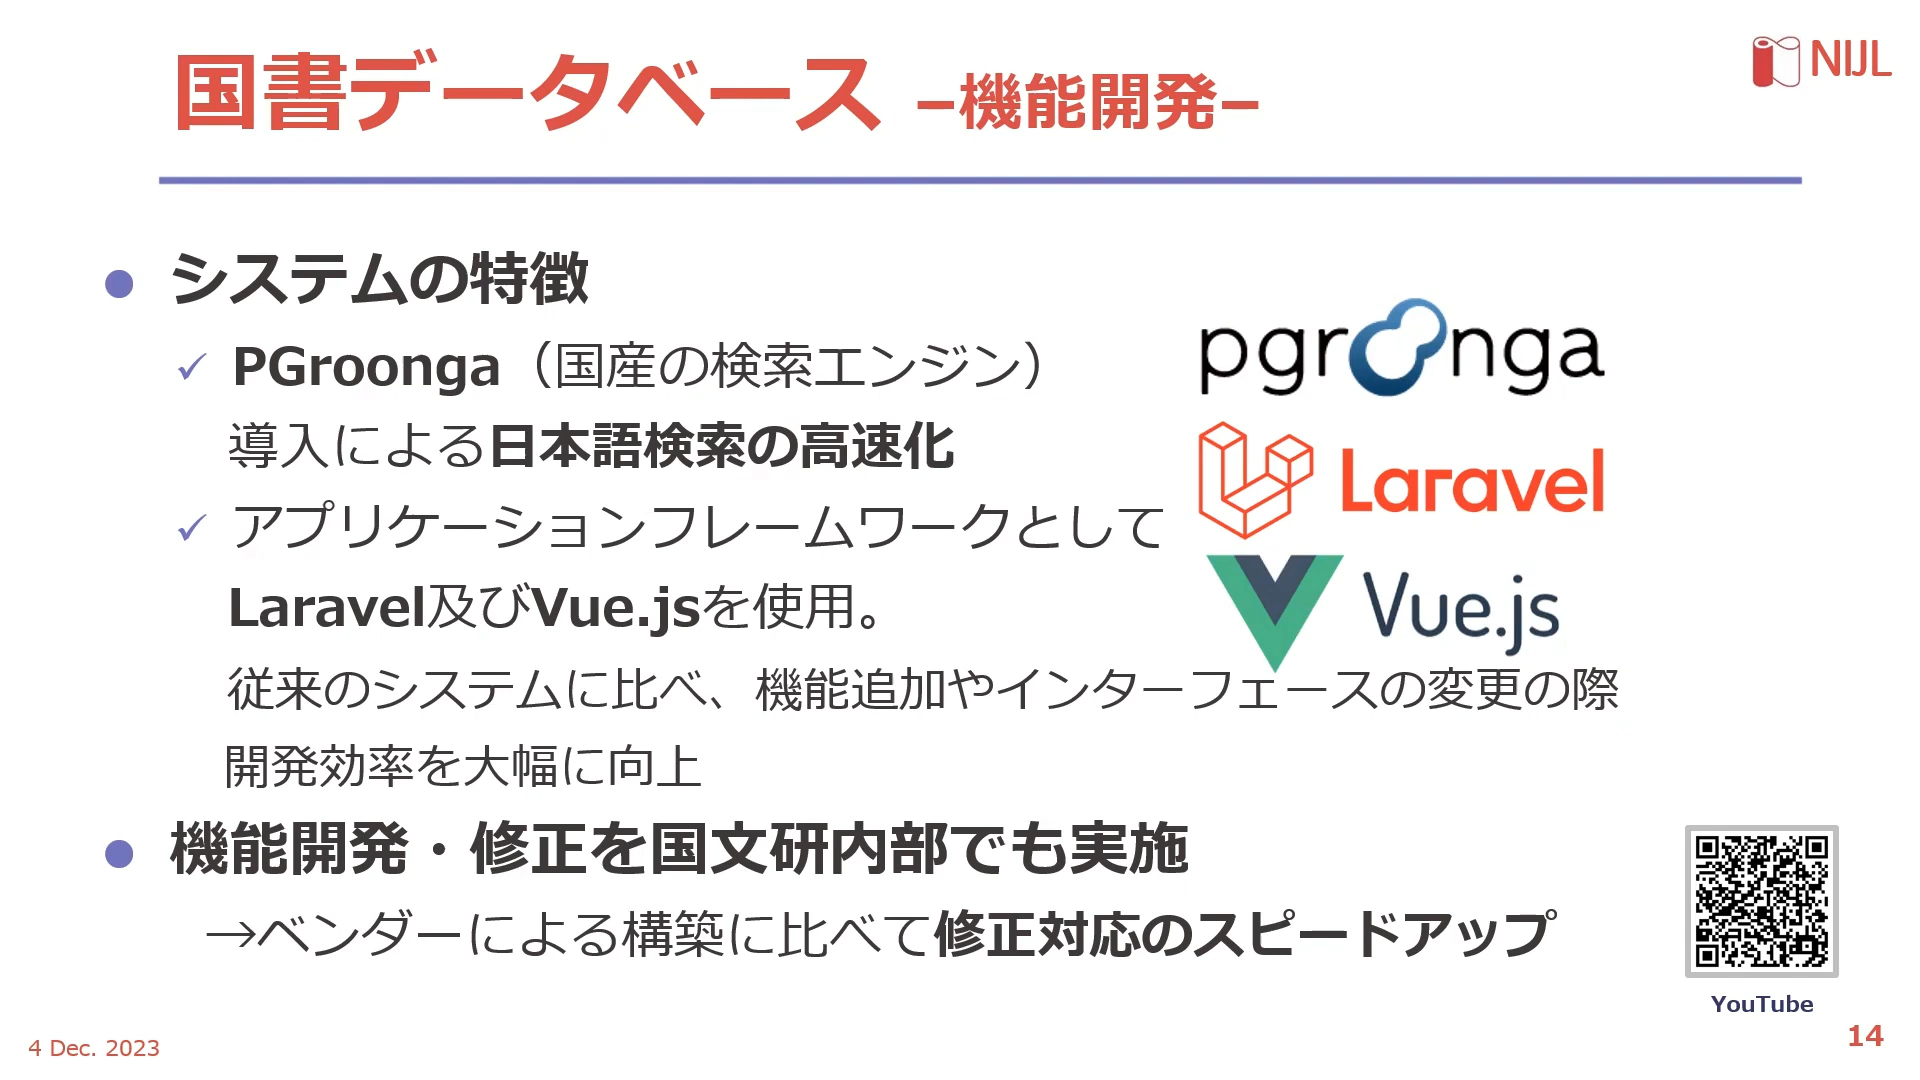 国書データベース –機能開発–
NIJL
システムの特徴
PGroonga（国産の検索エンジン）
導入による日本語検索の高速化
アプリケーションフレームワークとして
Laravel及びVue.jsを使用。
従来のシステムに比べ、機能追加やインターフェースの変更の際
開発効率を大幅に向上
pgroonga
Laravel
Vue.js
機能開発・修正を国文研内部でも実施
→ベンダーによる構築に比べて修正対応のスピードアップ
YouTube
4 Dec. 2023
14